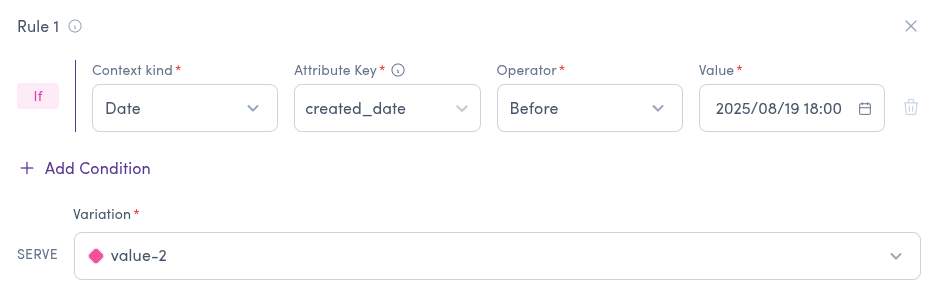 Rule 1
Context kind* Attribute Key* Operator* Value*
If Date created_date Before 2025/08/19 18:00
+ Add Condition
Variation*
SERVE value-2